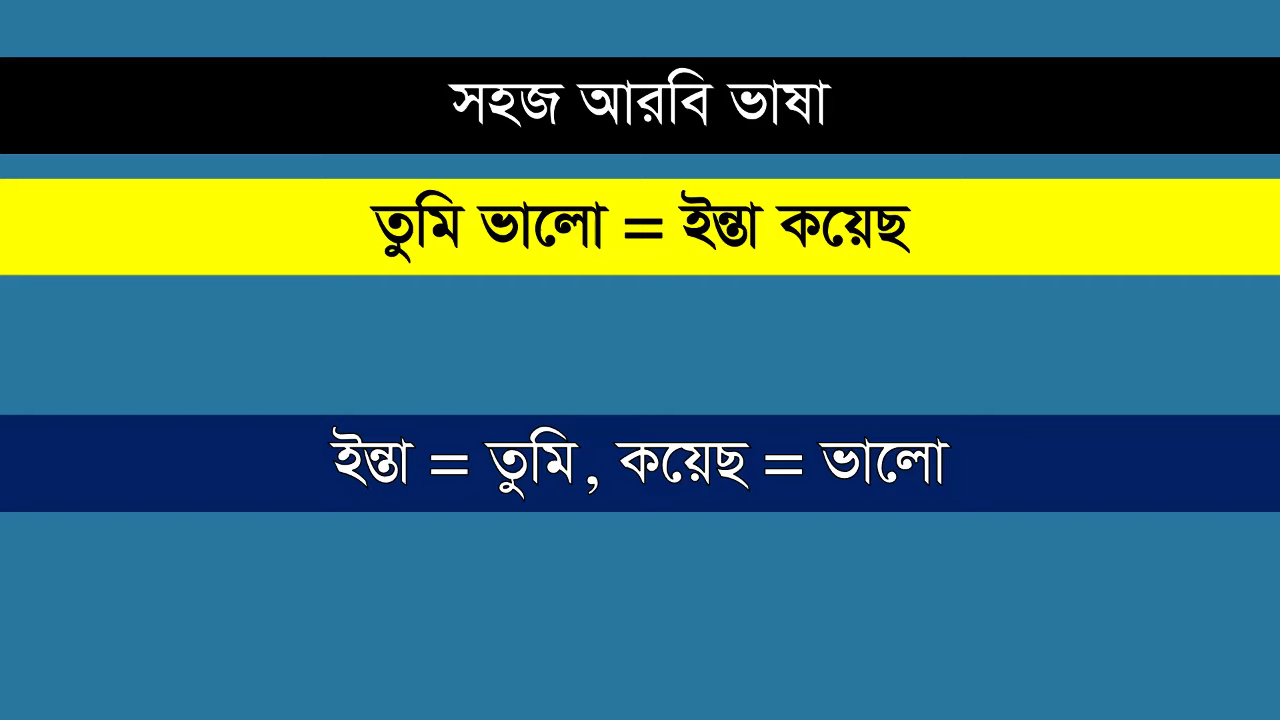 সহজ আরবি ভাষা
তুমি ভালো = ইন্তা কয়েছ
ইন্তা = তুমি, কয়েছ = ভালো